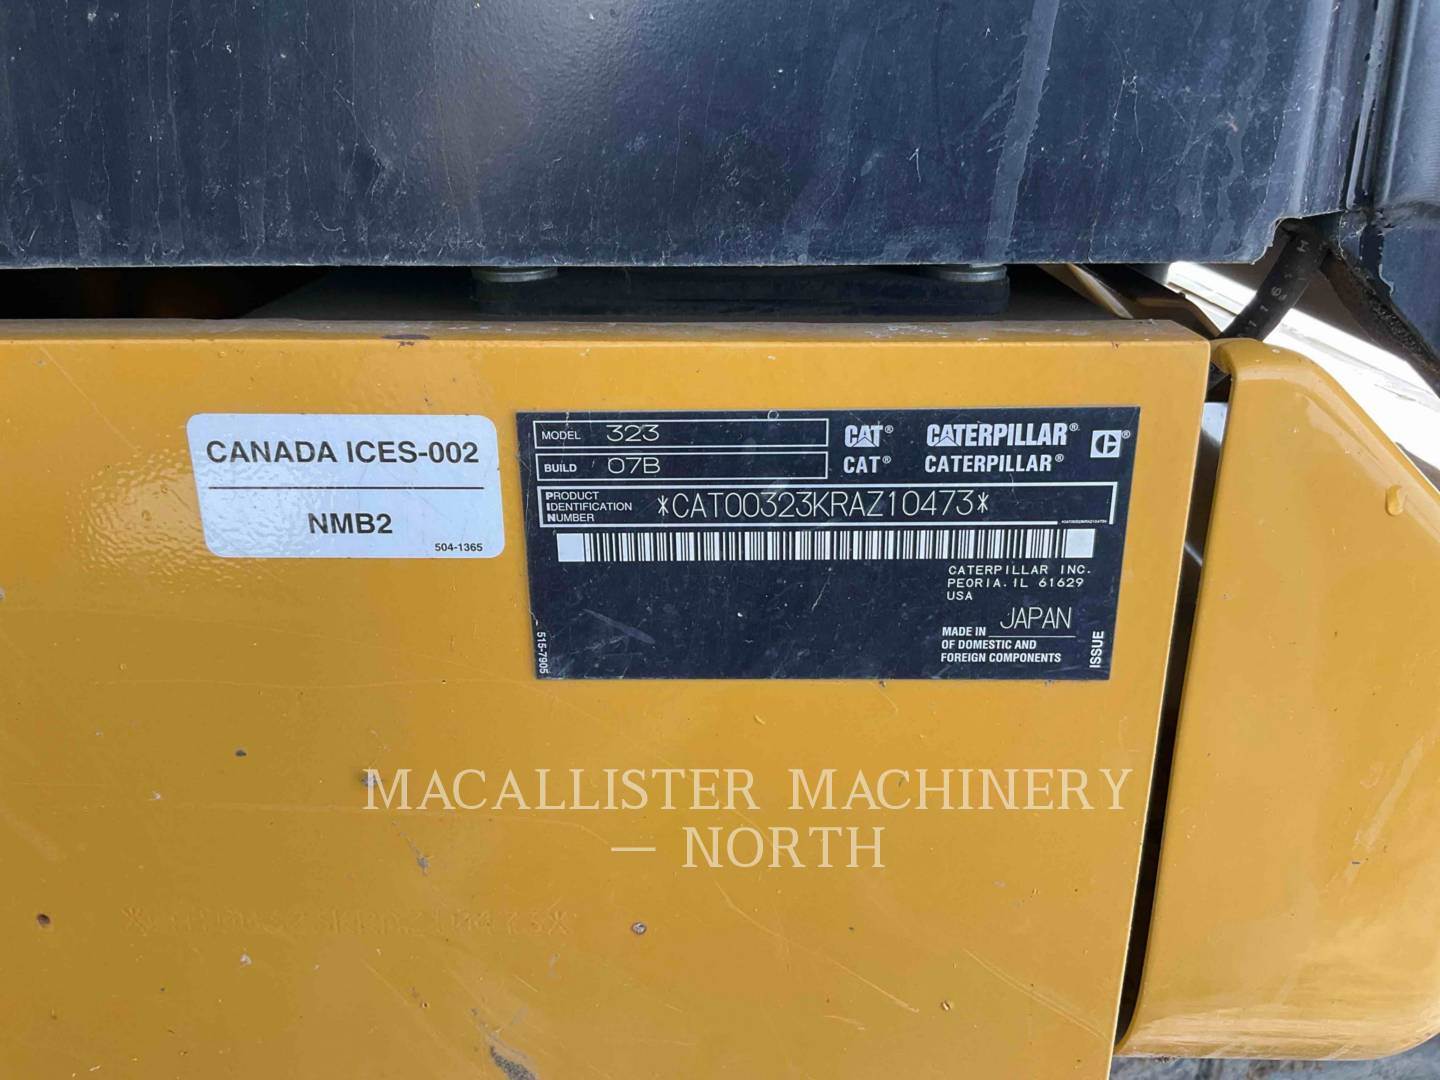 CANADA ICES-002
NMB2
504-1365
MODEL 323
BUILD 07B
CAT® CATERPILLAR® ®
CAT® CATERPILLAR®
PRODUCT IDENTIFICATION NUMBER *CAT00323KRAZ10473*
CATERPILLAR INC.
PEORIA, IL 61629
USA
MADE IN JAPAN
OF DOMESTIC AND
FOREIGN COMPONENTS
515-7905
ISSUE
MACALLISTER MACHINERY
— NORTH